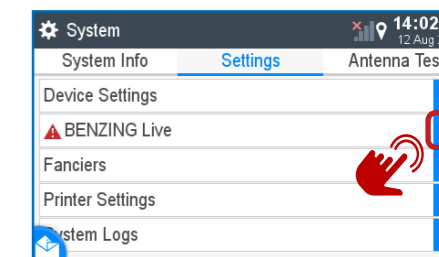 System 14:02
12 Aug
System Info Settings Antenna Tes
Device Settings
BENZING Live
Fanciers
Printer Settings
System Logs